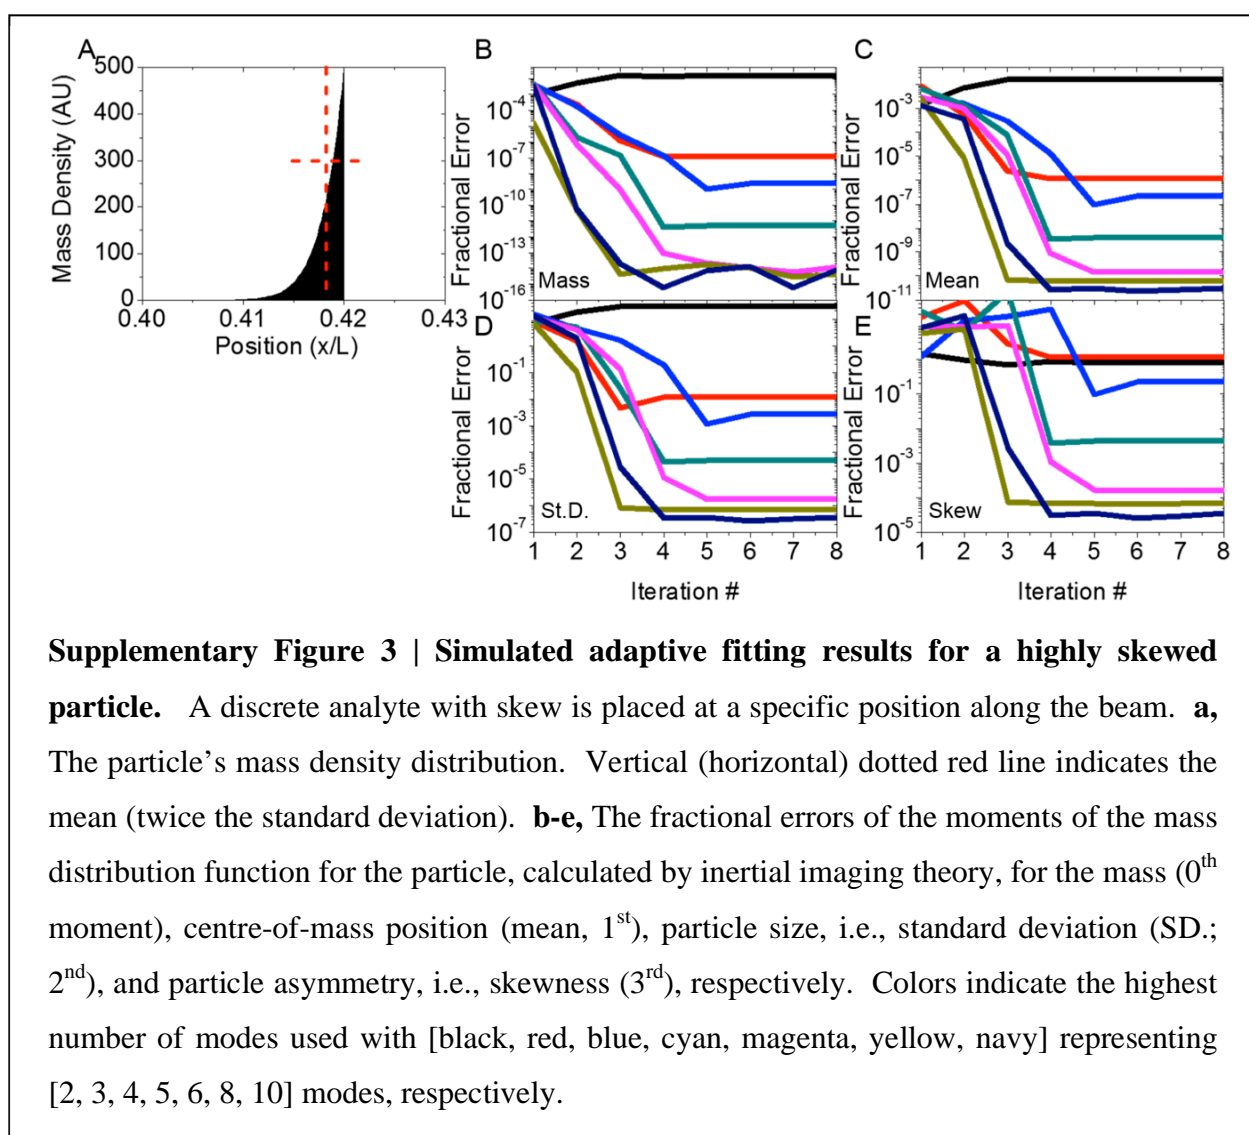 A
Mass Density (AU)
500
400
300
200
100
0
0.40 0.41 0.42 0.43
Position (x/L)
B
Fractional Error
10-4
10-7
10-10
10-13
10-16
Mass
C
Fractional Error
10-3
10-5
10-7
10-9
10-11
Mean
D
Fractional Error
10-1
10-3
10-5
10-7
St.D.
1 2 3 4 5 6 7 8
Iteration #
E
Fractional Error
10-1
10-3
10-5
Skew
1 2 3 4 5 6 7 8
Iteration #
Supplementary Figure 3 | Simulated adaptive fitting results for a highly skewed
particle. A discrete analyte with skew is placed at a specific position along the beam. a,
The particle’s mass density distribution. Vertical (horizontal) dotted red line indicates the
mean (twice the standard deviation). b-e, The fractional errors of the moments of the mass
distribution function for the particle, calculated by inertial imaging theory, for the mass (0th
moment), centre-of-mass position (mean, 1st), particle size, i.e., standard deviation (SD.;
2nd), and particle asymmetry, i.e., skewness (3rd), respectively. Colors indicate the highest
number of modes used with [black, red, blue, cyan, magenta, yellow, navy] representing
[2, 3, 4, 5, 6, 8, 10] modes, respectively.